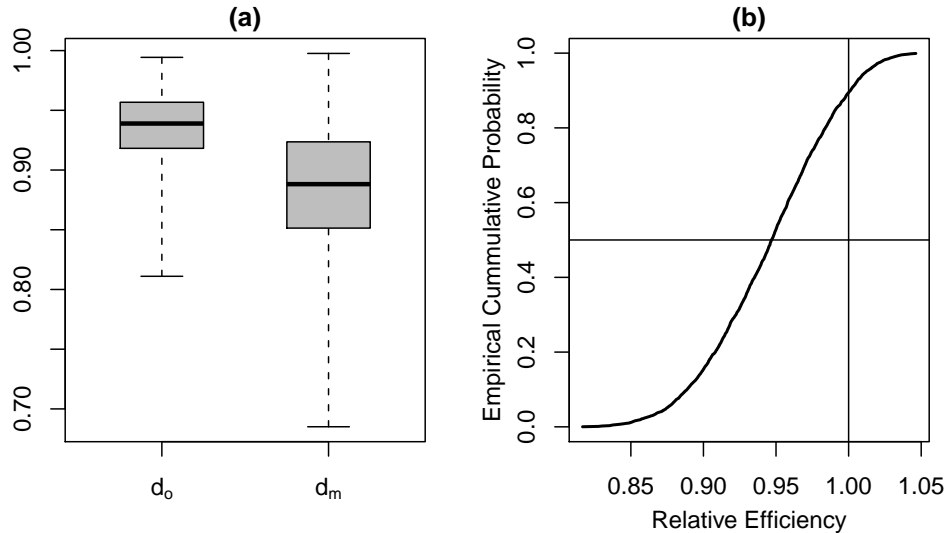 (a)
1.00
0.90
0.80
0.70
dₒ
dₘ
(b)
Empirical Cummulative Probability
1.0
0.8
0.6
0.4
0.2
0.0
0.85 0.90 0.95 1.00 1.05
Relative Efficiency